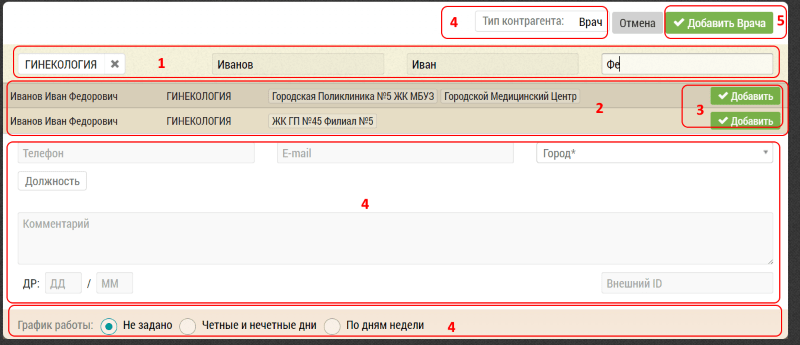 4 Тип контрагента: Врач Отмена ✔ Добавить Врача 5
ГИНЕКОЛОГИЯ ✖ 1 Иванов Иван Фе
Иванов Иван Федорович ГИНЕКОЛОГИЯ Городская Поликлиника №5 ЖК МБУЗ Городской Медицинский Центр 2 3 ✔ Добавить
Иванов Иван Федорович ГИНЕКОЛОГИЯ ЖК ГП №45 Филиал №5 ✔ Добавить
Телефон E-mail Город*
Должность
4
Комментарий
ДР: ДД / ММ Внешний ID
График работы: Не задано Четные и нечетные дни По дням недели 4